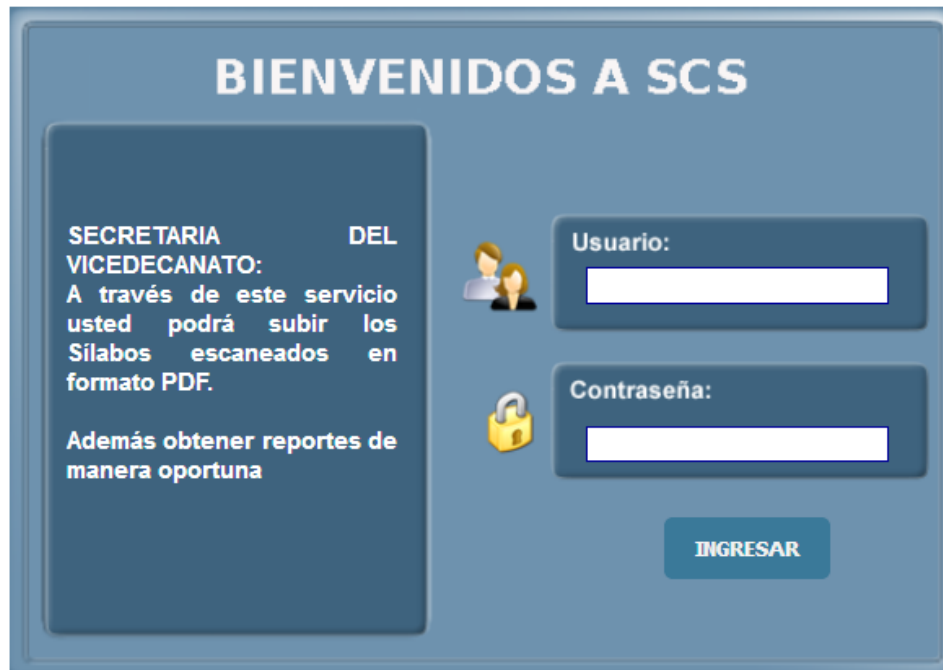 BIENVENIDOS A SCS
SECRETARIA DEL
VICEDECANATO:
A través de este servicio
usted podrá subir los
Sílabos escaneados en
formato PDF.
Además obtener reportes de
manera oportuna
Usuario:
Contraseña:
INGRESAR